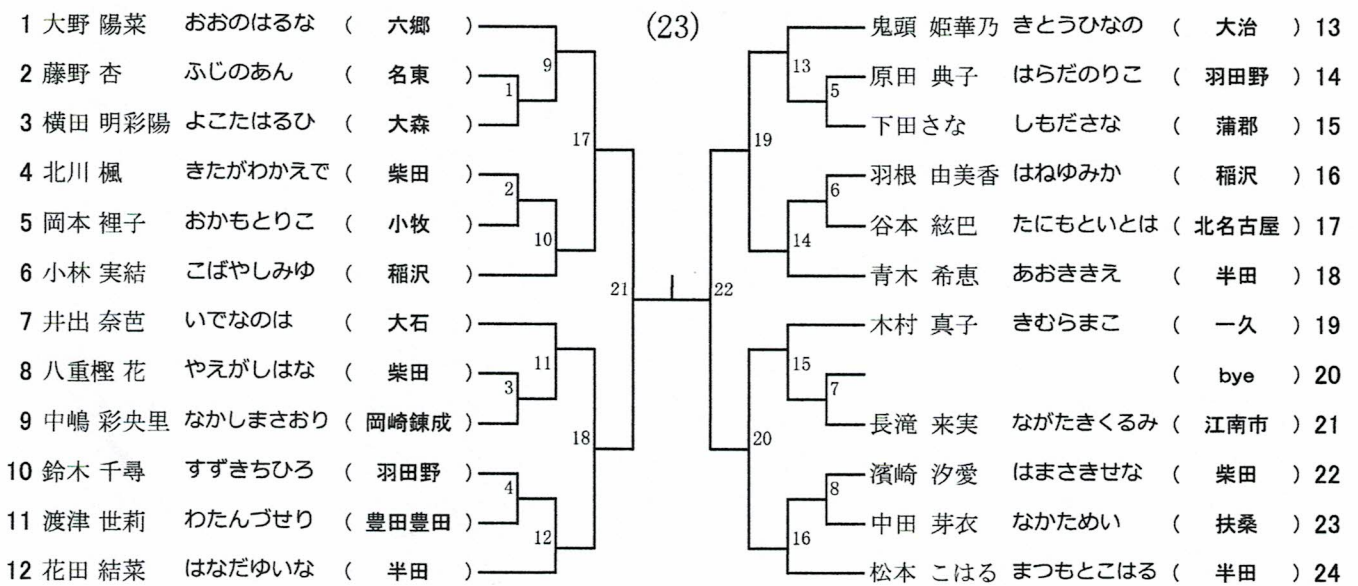 (23)
1 大野 陽菜 おおのはるな ( 六郷 )
2 藤野 杏 ふじのあん ( 名東 )
3 横田 明彩陽 よこたはるひ ( 大森 )
4 北川 楓 きたがわかえで ( 柴田 )
5 岡本 裡子 おかもとりこ ( 小牧 )
6 小林 実結 こばやしみゆ ( 稲沢 )
7 井出 奈芭 いでなのは ( 大石 )
8 八重樫 花 やえがしはな ( 柴田 )
9 中嶋 彩央里 なかしまさおり ( 岡崎錬成 )
10 鈴木 千尋 すずきちひろ ( 羽田野 )
11 渡津 世莉 わたんづせり ( 豊田豊田 )
12 花田 結菜 はなだゆいな ( 半田 )
1
2
3
4
9
10
11
12
17
18
21
22
19
20
13
14
15
16
5
6
7
8
鬼頭 姫華乃 きとうひなの ( 大治 ) 13
原田 典子 はらだのりこ ( 羽田野 ) 14
下田さな しもださな ( 蒲郡 ) 15
羽根 由美香 はねゆみか ( 稲沢 ) 16
谷本 絃巴 たにもといとは ( 北名古屋 ) 17
青木 希恵 あおききえ ( 半田 ) 18
木村 真子 きむらまこ ( 一久 ) 19
( bye ) 20
長滝 来実 ながたきくるみ ( 江南市 ) 21
濱崎 汐愛 はまさきせな ( 柴田 ) 22
中田 芽衣 なかためい ( 扶桑 ) 23
松本 こはる まつもとこはる ( 半田 ) 24